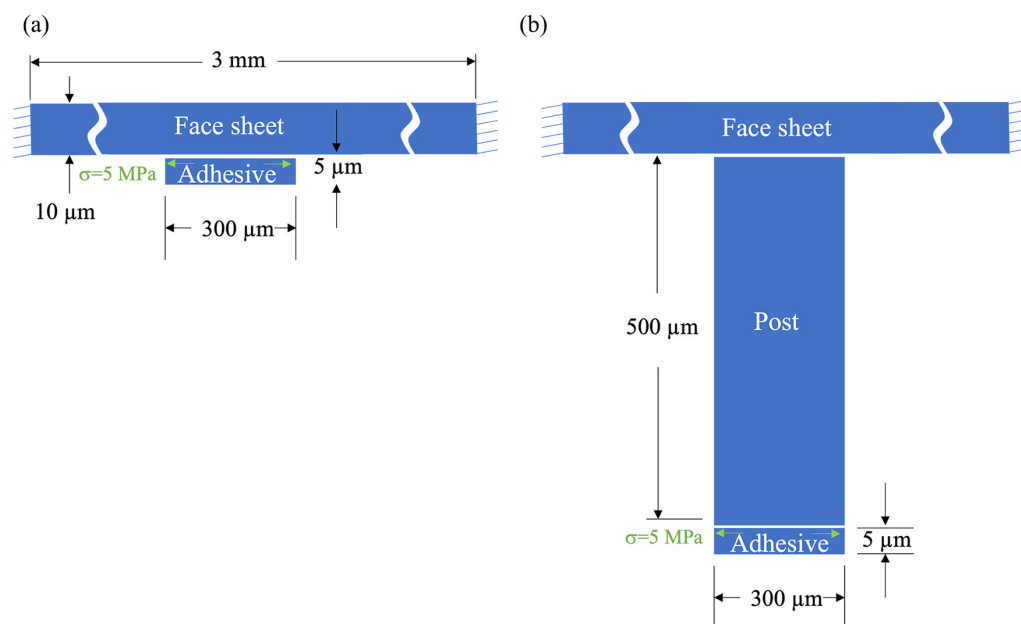 (a)
3 mm
Face sheet
σ=5 MPa
Adhesive
5 µm
10 µm
300 µm
(b)
Face sheet
500 µm
Post
σ=5 MPa
Adhesive
5 µm
300 µm